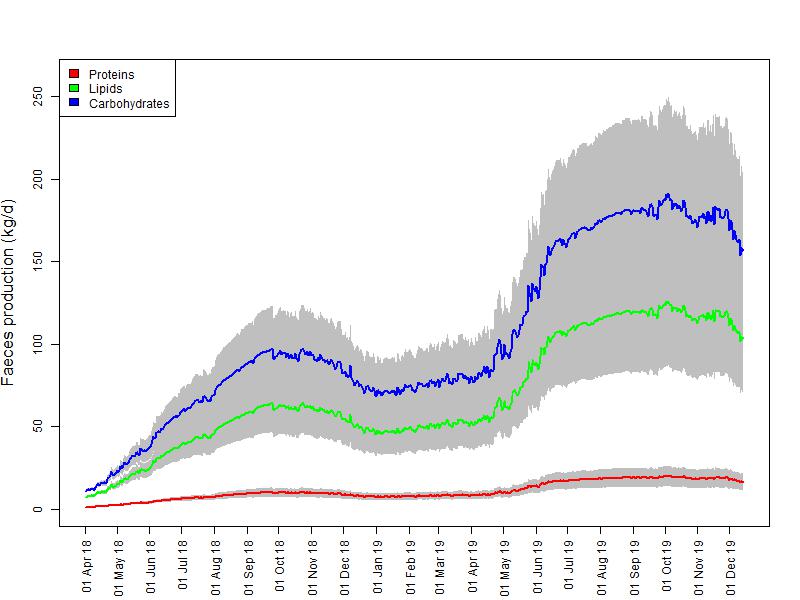 Proteins
Lipids
Carbohydrates
Faeces production (kg/d)
250
200
150
100
50
0
01 Apr 18
01 May 18
01 Jun 18
01 Jul 18
01 Aug 18
01 Sep 18
01 Oct 18
01 Nov 18
01 Dec 18
01 Jan 19
01 Feb 19
01 Mar 19
01 Apr 19
01 May 19
01 Jun 19
01 Jul 19
01 Aug 19
01 Sep 19
01 Oct 19
01 Nov 19
01 Dec 19